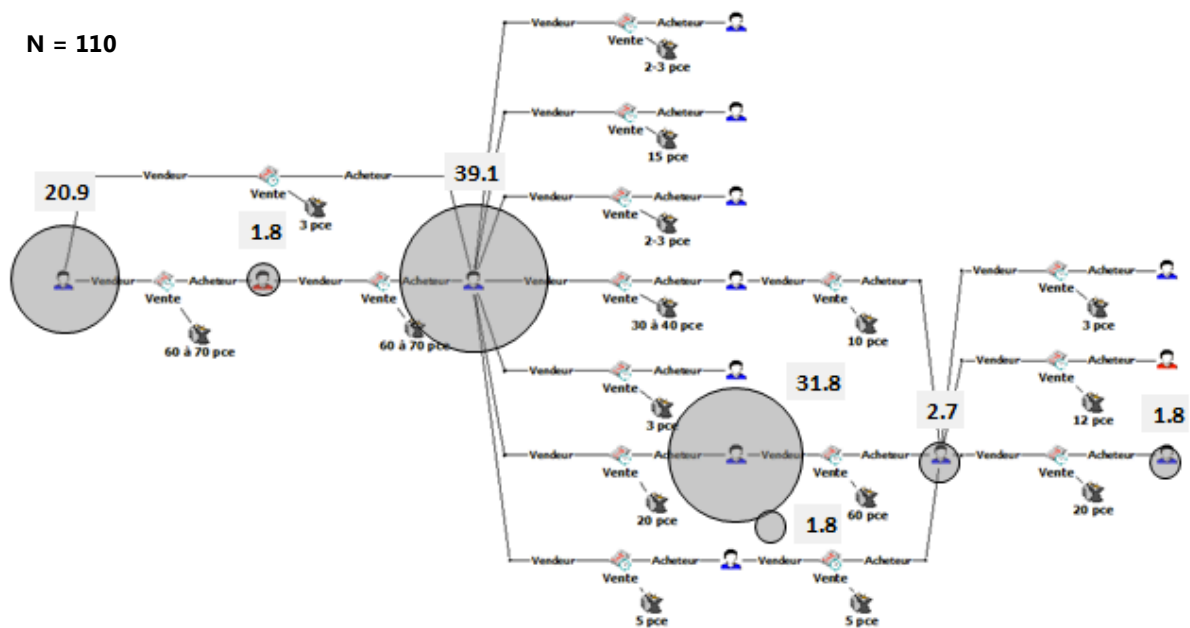 Vendeur Acheteur
Vente
2-3 pce
N = 110
Vendeur Acheteur
Vente
15 pce
Vendeur Acheteur
39.1
20.9
Vente
3 pce
Vendeur Acheteur
Vente
2-3 pce
1.8
Vendeur Acheteur Vendeur Acheteur Vendeur Acheteur Vendeur Acheteur
Vente Vente Vente Vente
60 à 70 pce 60 à 70 pce 30 à 40 pce 10 pce
Vendeur Acheteur
Vente
3 pce
Vendeur Acheteur
Vente
3 pce
31.8
Vendeur Acheteur
Vente
12 pce
2.7
1.8
Vendeur Acheteur Vendeur Acheteur Vendeur Acheteur
Vente Vente Vente
20 pce 60 pce 20 pce
1.8
Vendeur Acheteur Vendeur Acheteur
Vente Vente
5 pce 5 pce